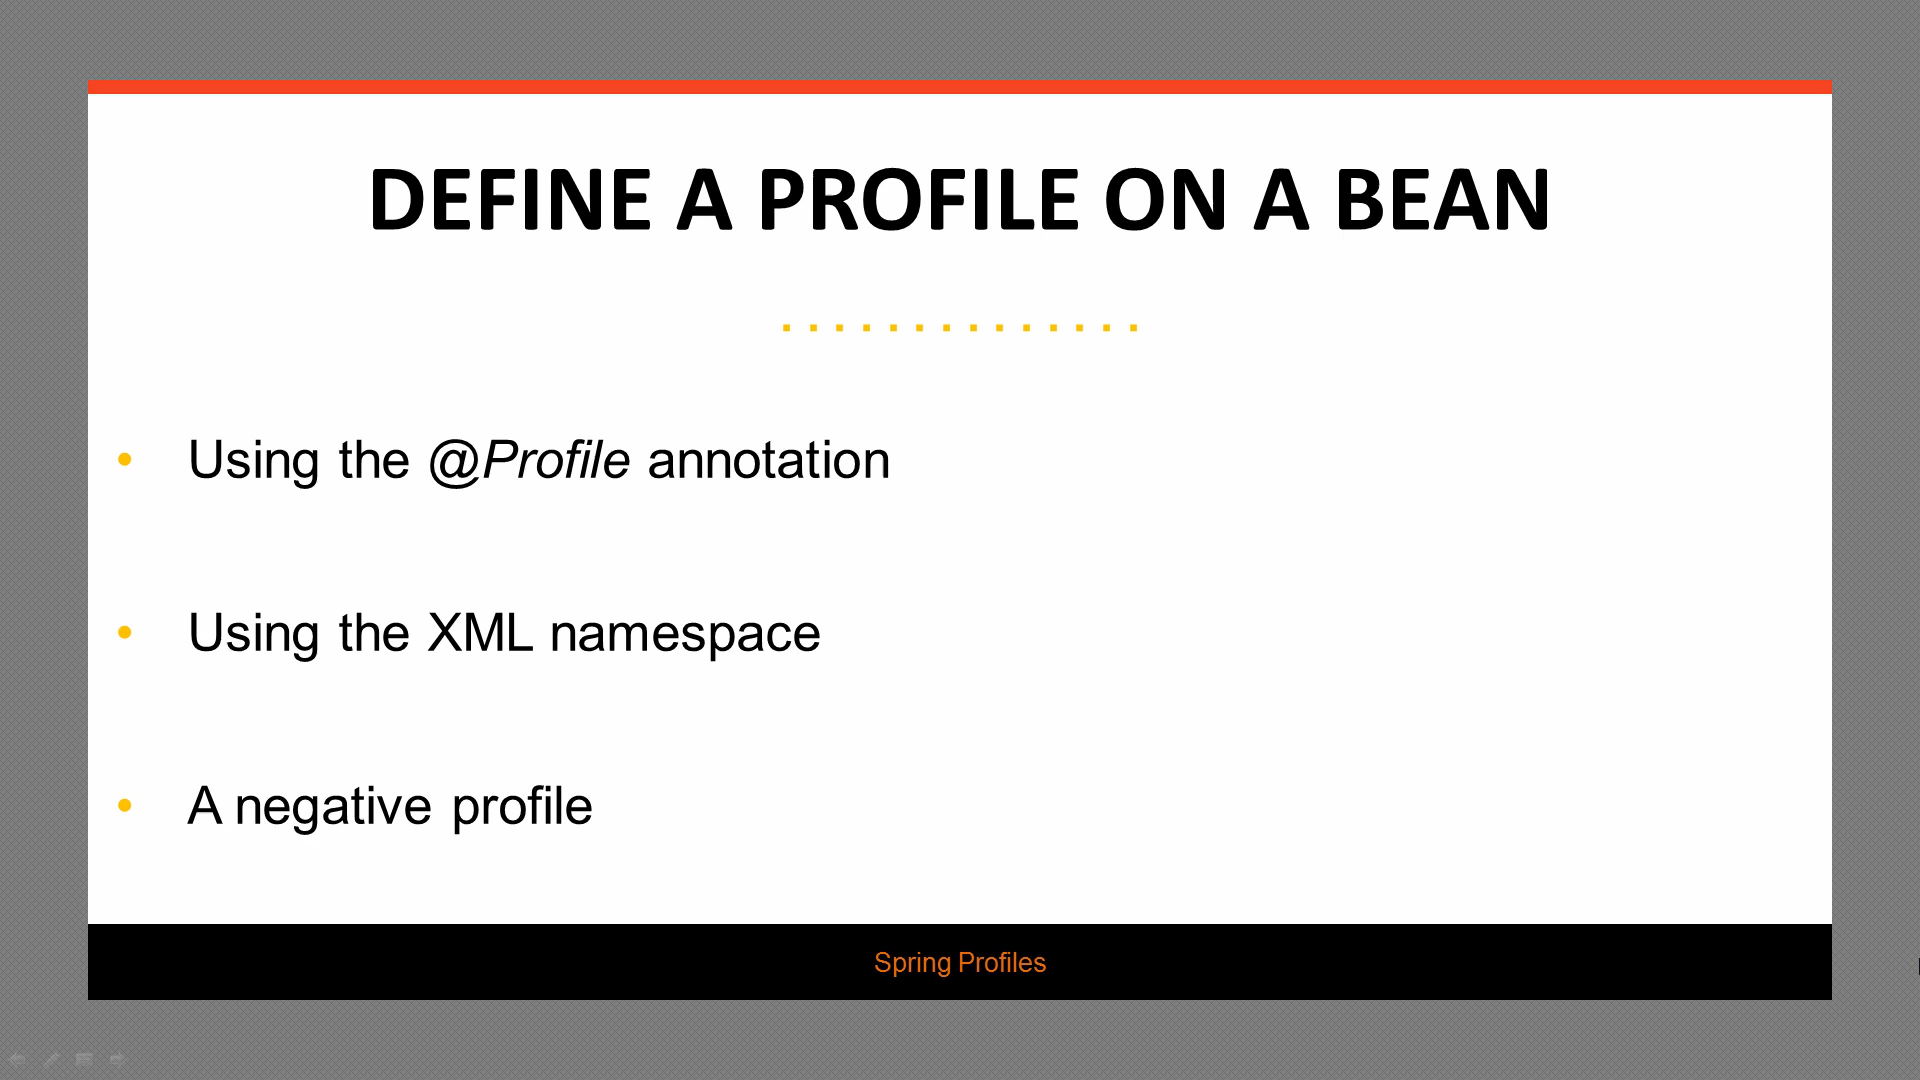 DEFINE A PROFILE ON A BEAN
• Using the @Profile annotation
• Using the XML namespace
• A negative profile
Spring Profiles